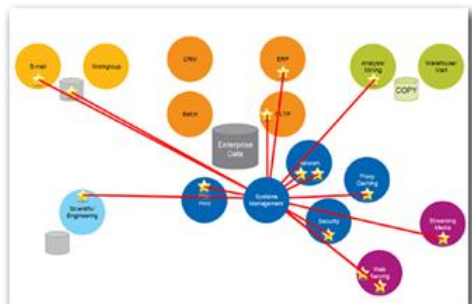 E-mail
Workgroup
CRM
ERP
Analysis/
Mining
Warehouse/
Mart
COPY
Batch
OLTP
Enterprise
Data
Network
Proxy
Caching
Scientific/
Engineering
Print
Systems
Management
Security
Streaming
Media
Web
Serving